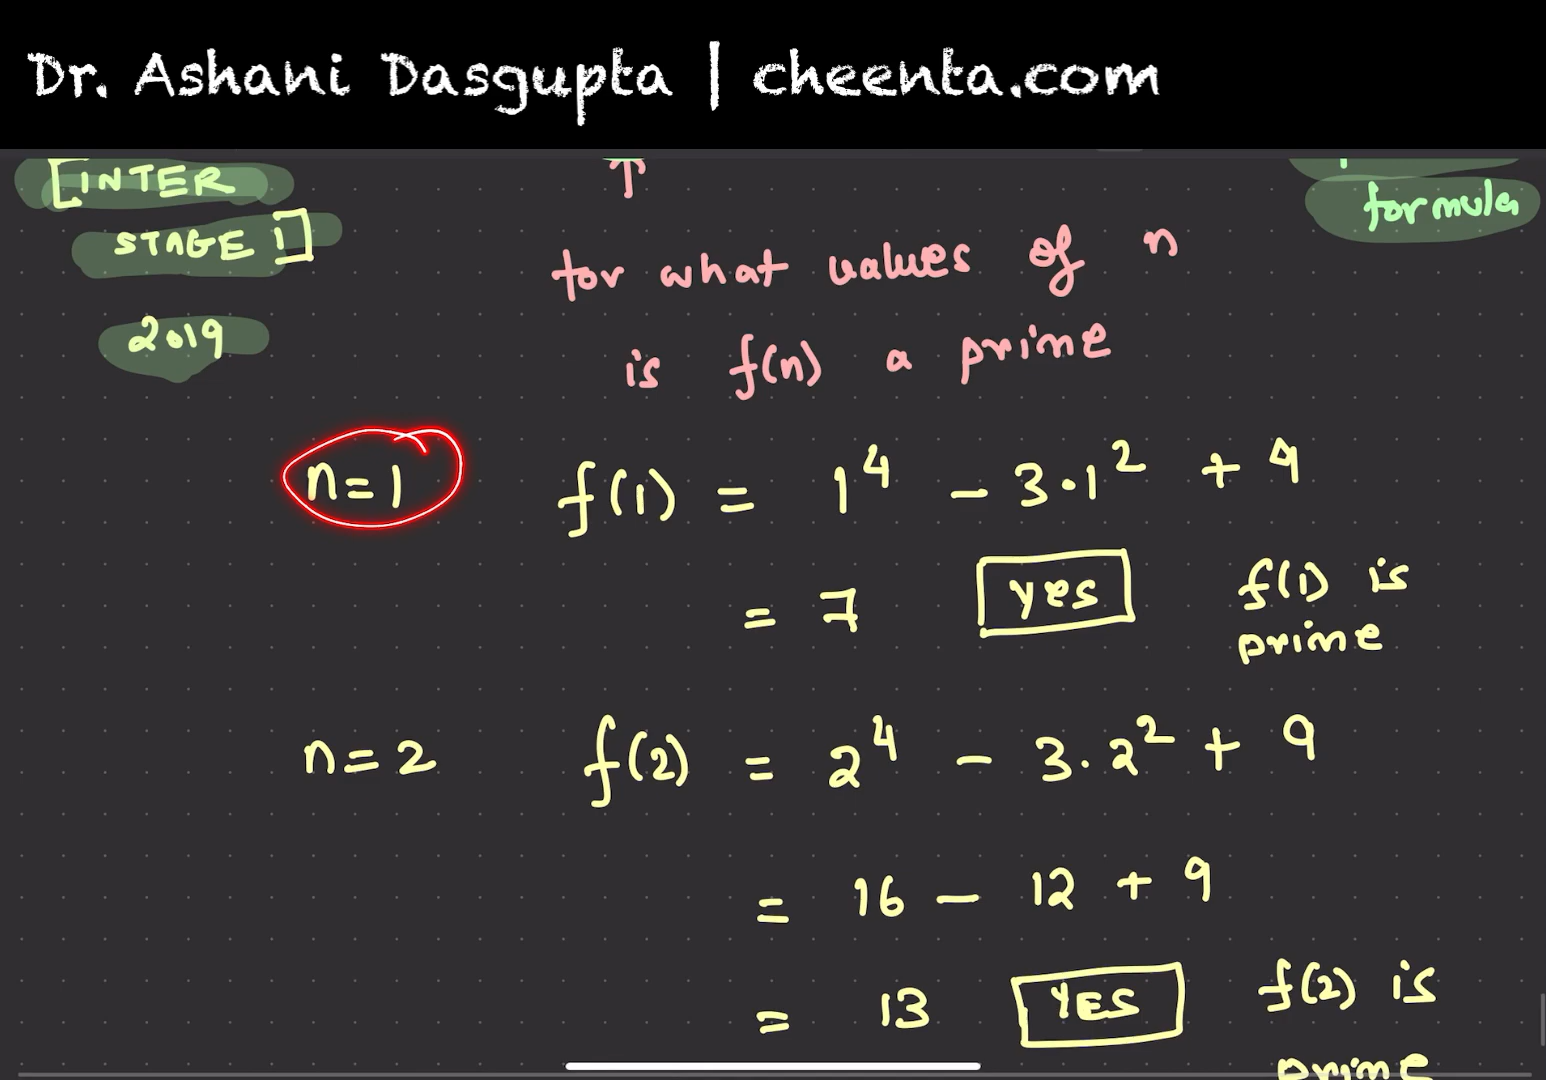 Dr. Ashani Dasgupta | cheenta.com
[INTER
STAGE i]
2019
formula
for what values of n
is f(n) a prime
n=1 f(1) = 1⁴ - 3·1² + 9
= 7 yes f(1) is
prime
n=2 f(2) = 2⁴ - 3·2² + 9
= 16 - 12 + 9
= 13 YES f(2) is
prime